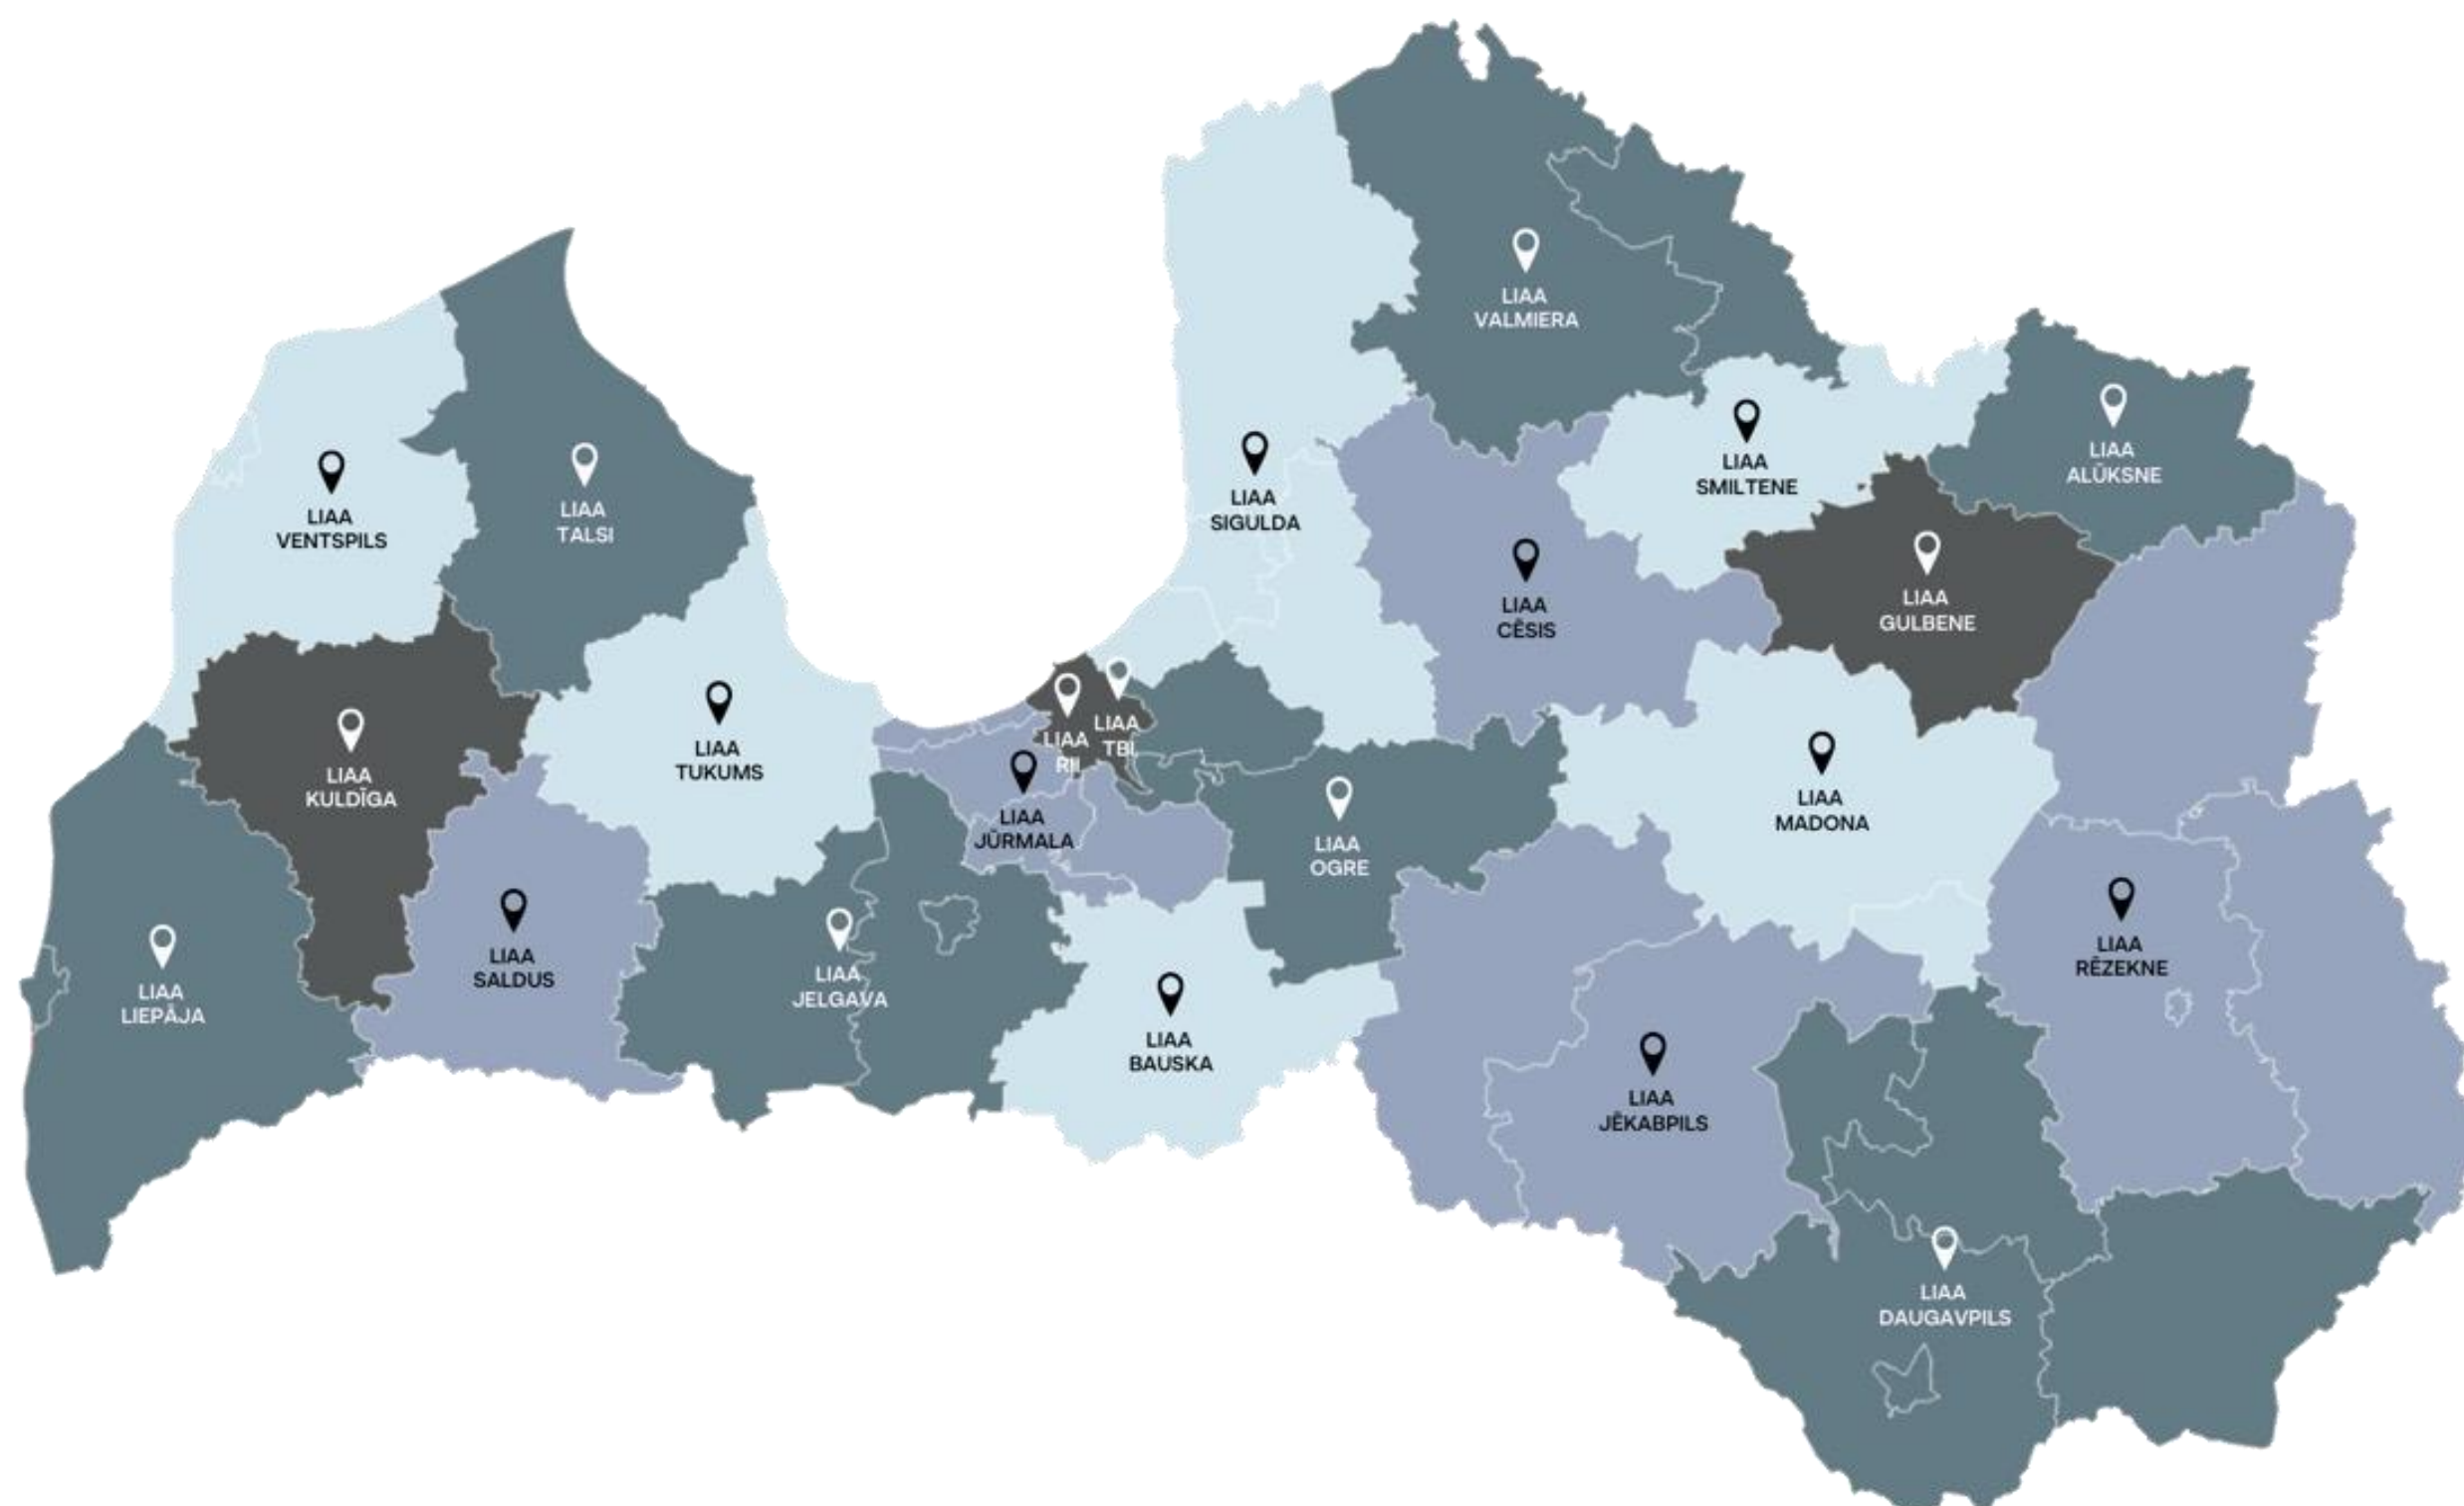 LIAA
VALMIERA
LIAA
ALŪKSNE
LIAA
SMILTENE
LIAA
SIGULDA
LIAA
VENTSPILS
LIAA
TALSI
LIAA
CĒSIS
LIAA
GULBENE
LIAA
TUKUMS
LIAA
TBI
LIAA
RII
LIAA
KULDĪGA
LIAA
JŪRMALA
LIAA
MADONA
LIAA
OGRE
LIAA
SALDUS
LIAA
RĒZEKNE
LIAA
JELGAVA
LIAA
LIEPĀJA
LIAA
BAUSKA
LIAA
JĒKABPILS
LIAA
DAUGAVPILS